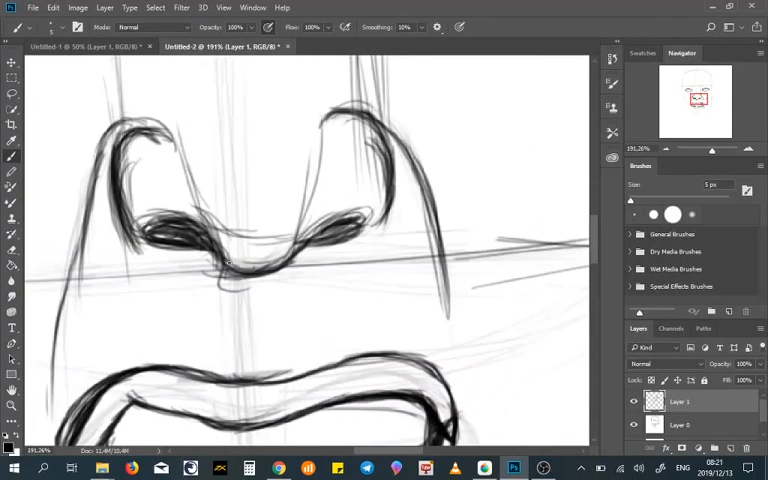 File Edit Image Layer Type Select Filter 3D View Window Help
5 Mode: Normal Opacity: 100% Flow: 100% Smoothing: 10%
Untitled-1 @ 50% (Layer 1, RGB/8) * × Untitled-2 @ 191% (Layer 1, RGB/8) * ×
Swatches Navigator
191,26%
Brushes
Size: 5 px
General Brushes
Dry Media Brushes
Wet Media Brushes
Special Effects Brushes
Layers Channels Paths
Kind
Normal Opacity: 100%
Lock: Fill: 100%
Layer 1
Layer 0
191,26% Doc: 11,4M/10,4M
ENG 08:21
2019/12/13